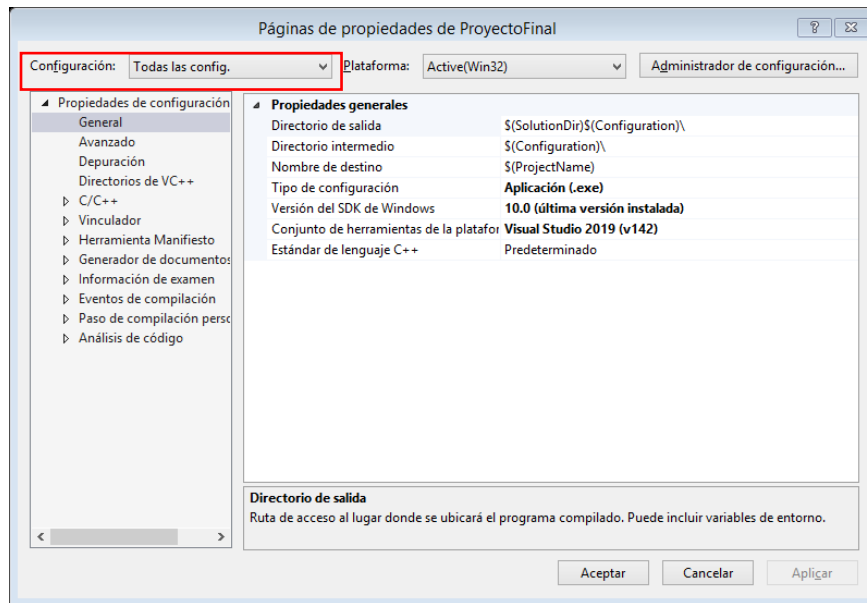 Páginas de propiedades de ProyectoFinal
Configuración: Todas las config. Plataforma: Active(Win32) Administrador de configuración...
Propiedades de configuración
General
Avanzado
Depuración
Directorios de VC++
C/C++
Vinculador
Herramienta Manifiesto
Generador de documentos
Información de examen
Eventos de compilación
Paso de compilación perso
Análisis de código
Propiedades generales
Directorio de salida $(SolutionDir)$(Configuration)\
Directorio intermedio $(Configuration)\
Nombre de destino $(ProjectName)
Tipo de configuración Aplicación (.exe)
Versión del SDK de Windows 10.0 (última versión instalada)
Conjunto de herramientas de la platafor Visual Studio 2019 (v142)
Estándar de lenguaje C++ Predeterminado
Directorio de salida
Ruta de acceso al lugar donde se ubicará el programa compilado. Puede incluir variables de entorno.
Aceptar Cancelar Aplicar